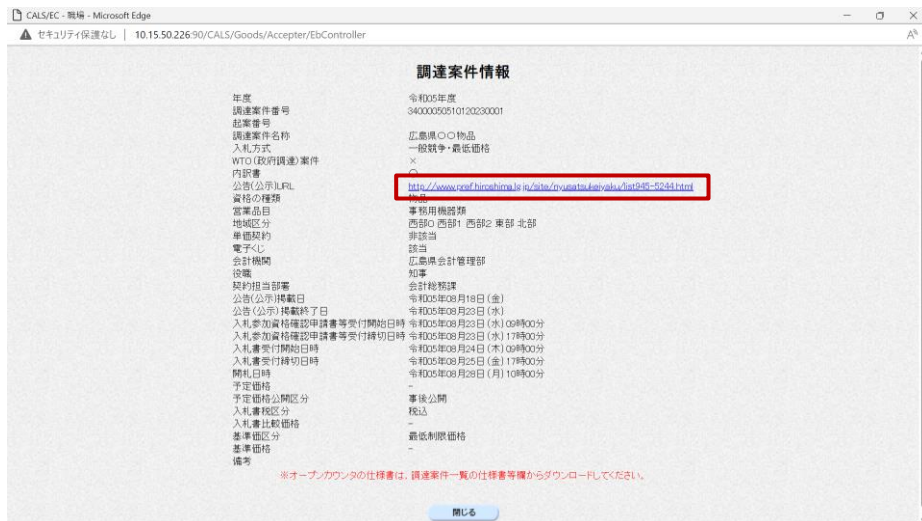 CALS/EC - 職場 - Microsoft Edge
セキュリティ保護なし | 10.15.50.226:90/CALS/Goods/Accepter/EbController
調達案件情報
年度 令和05年度
調達案件番号 34000050510120230001
起案番号
調達案件名称 広島県〇〇物品
入札方式 一般競争・最低価格
WTO(政府調達)案件 ×
内訳書 〇
公告(公示)URL http://www.pref.hiroshima.lg.jp/site/nyusatsukeiyaku/list945-5244.html
資格の種類 物品
営業品目 事務用機器類
地域区分 西部0 西部1 西部2 東部 北部
単価契約 非該当
電子くじ 該当
会計機関 広島県会計管理部
役職 知事
契約担当部署 会計総務課
公告(公示)掲載日 令和05年08月18日(金)
公告(公示)掲載終了日 令和05年08月23日(水)
入札参加資格確認申請書等受付開始日時 令和05年08月23日(水)09時00分
入札参加資格確認申請書等受付締切日時 令和05年08月23日(水)17時00分
入札書受付開始日時 令和05年08月24日(木)09時00分
入札書受付締切日時 令和05年08月25日(金)17時00分
開札日時 令和05年08月28日(月)10時00分
予定価格 -
予定価格公開区分 事後公開
入札書税区分 税込
入札書比較価格 -
基準価区分 最低制限価格
基準価格 -
備考
※オープンカウンタの仕様書は、調達案件一覧の仕様書等欄からダウンロードしてください。
閉じる